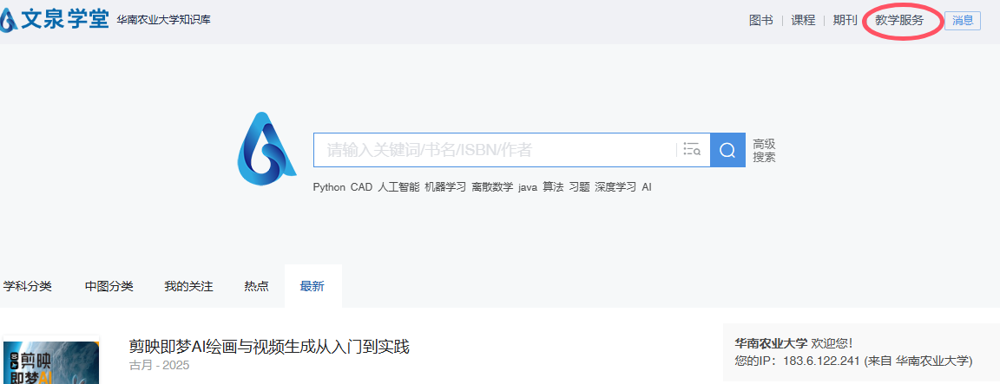 文泉学堂 华南农业大学知识库 图书 课程 期刊 教学服务 消息
请输入关键词/书名/ISBN/作者
高级
搜索
Python CAD 人工智能 机器学习 离散数学 java 算法 习题 深度学习 AI
学科分类 中图分类 我的关注 热点 最新
剪映
即梦AI
剪映即梦AI绘画与视频生成从入门到实践
古月 - 2025
华南农业大学 欢迎您!
您的IP：183.6.122.241 (来自 华南农业大学)